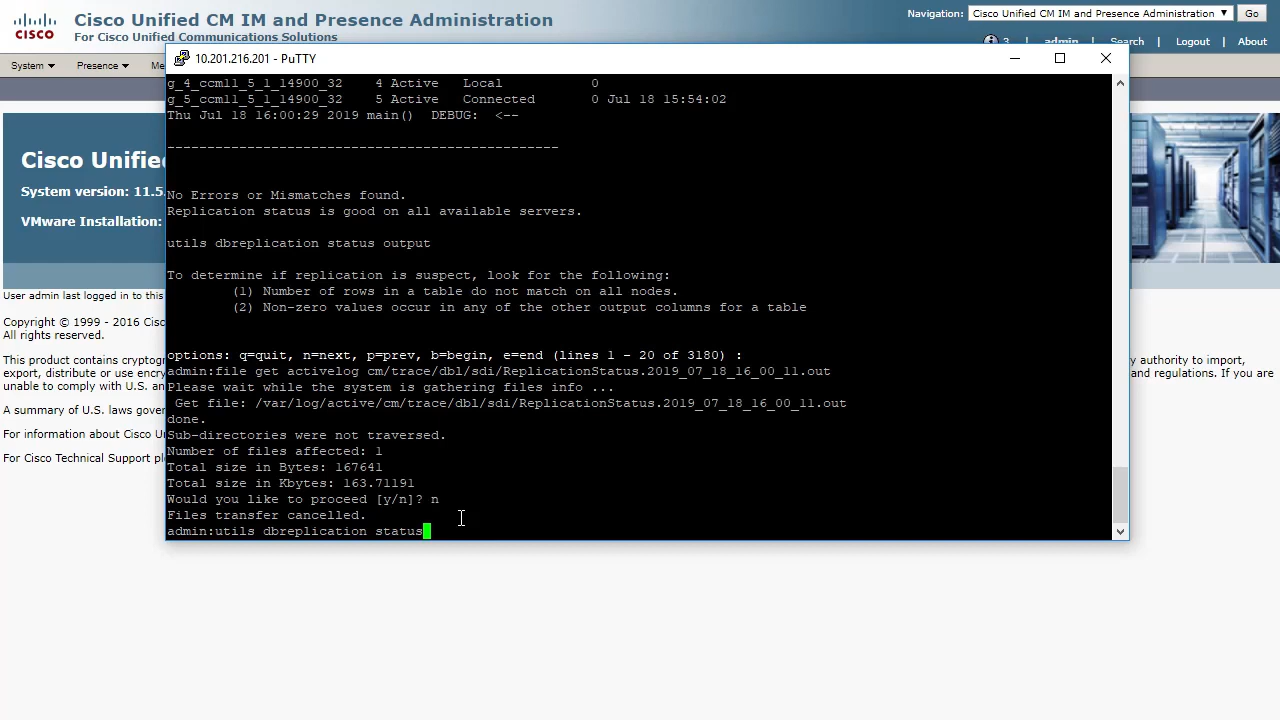 Cisco Unified CM IM and Presence Administration
For Cisco Unified Communications Solutions
CISCO
Navigation: Cisco Unified CM IM and Presence Administration Go
3 admin Search Logout About
System Presence Me
10.201.216.201 - PuTTY
g_4_ccm11_5_1_14900_32 4 Active Local 0
g_5_ccm11_5_1_14900_32 5 Active Connected 0 Jul 18 15:54:02
Thu Jul 18 16:00:29 2019 main() DEBUG: <--
-------------------------------------------------
No Errors or Mismatches found.
Replication status is good on all available servers.
utils dbreplication status output
To determine if replication is suspect, look for the following:
(1) Number of rows in a table do not match on all nodes.
(2) Non-zero values occur in any of the other output columns for a table
options: q=quit, n=next, p=prev, b=begin, e=end (lines 1 - 20 of 3180) :
admin:file get activelog cm/trace/dbl/sdi/ReplicationStatus.2019_07_18_16_00_11.out
Please wait while the system is gathering files info ...
Get file: /var/log/active/cm/trace/dbl/sdi/ReplicationStatus.2019_07_18_16_00_11.out
done.
Sub-directories were not traversed.
Number of files affected: 1
Total size in Bytes: 167641
Total size in Kbytes: 163.71191
Would you like to proceed [y/n]? n
Files transfer cancelled.
admin:utils dbreplication status
Cisco Unified
System version: 11.5
VMware Installation:
User admin last logged in to this
Copyright © 1999 - 2016 Cisc
All rights reserved.
This product contains cryptog
export, distribute or use encry
unable to comply with U.S. an
y authority to import,
and regulations. If you are
A summary of U.S. laws gover
For information about Cisco Un
For Cisco Technical Support pl